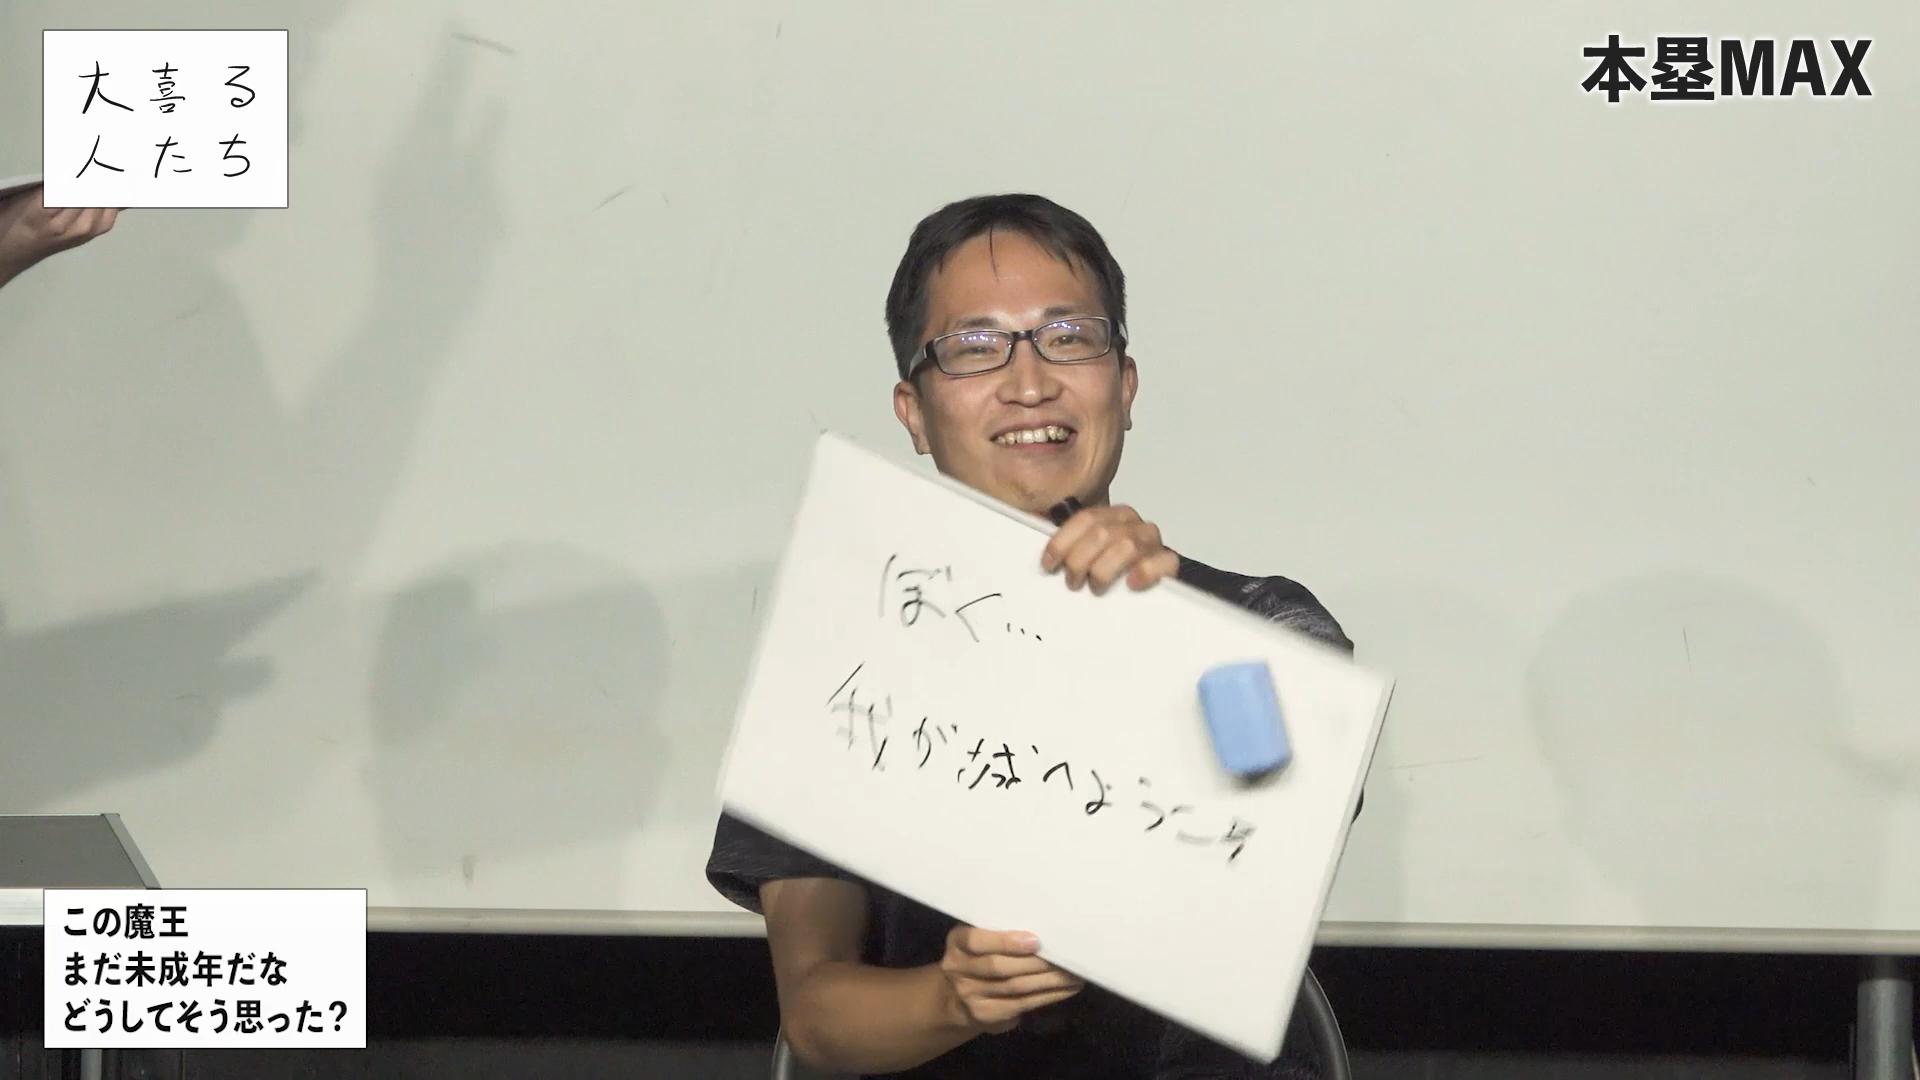 大喜る
人たち
本塁MAX
ぼく…
我が城へようこそ
この魔王
まだ未成年だな
どうしてそう思った?